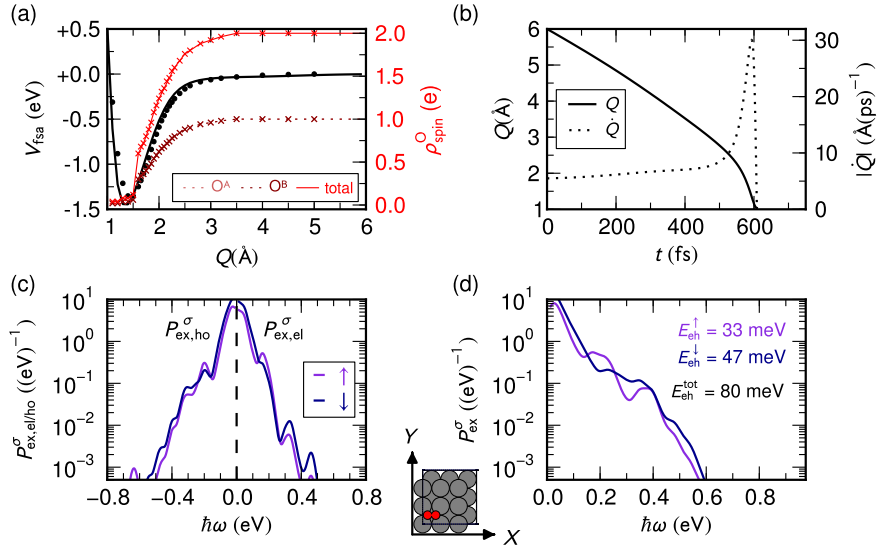 (a)
+0.5
+0.0
-0.5
-1.0
-1.5
V_fsa (eV)
2.0
1.5
1.0
0.5
0.0
ρ^O_spin (e)
O^A O^B total
1 2 3 4 5 6
Q(Å)
(b)
6
5
4
3
2
1
Q(Å)
Q
Q̇
30
20
10
0
|Q̇| (Å(ps)^−1)
0 200 400 600
t (fs)
(c)
10^1
10^0
10^−1
10^−2
10^−3
P^σ_ex,el/ho ((eV)^−1)
P^σ_ex,ho
P^σ_ex,el
↑
↓
−0.8 −0.4 0.0 0.4 0.8
ħω (eV)
Y
X
(d)
10^1
10^0
10^−1
10^−2
10^−3
P^σ_ex ((eV)^−1)
E^↑_eh = 33 meV
E^↓_eh = 47 meV
E^tot_eh = 80 meV
0.0 0.2 0.4 0.6 0.8
ħω (eV)